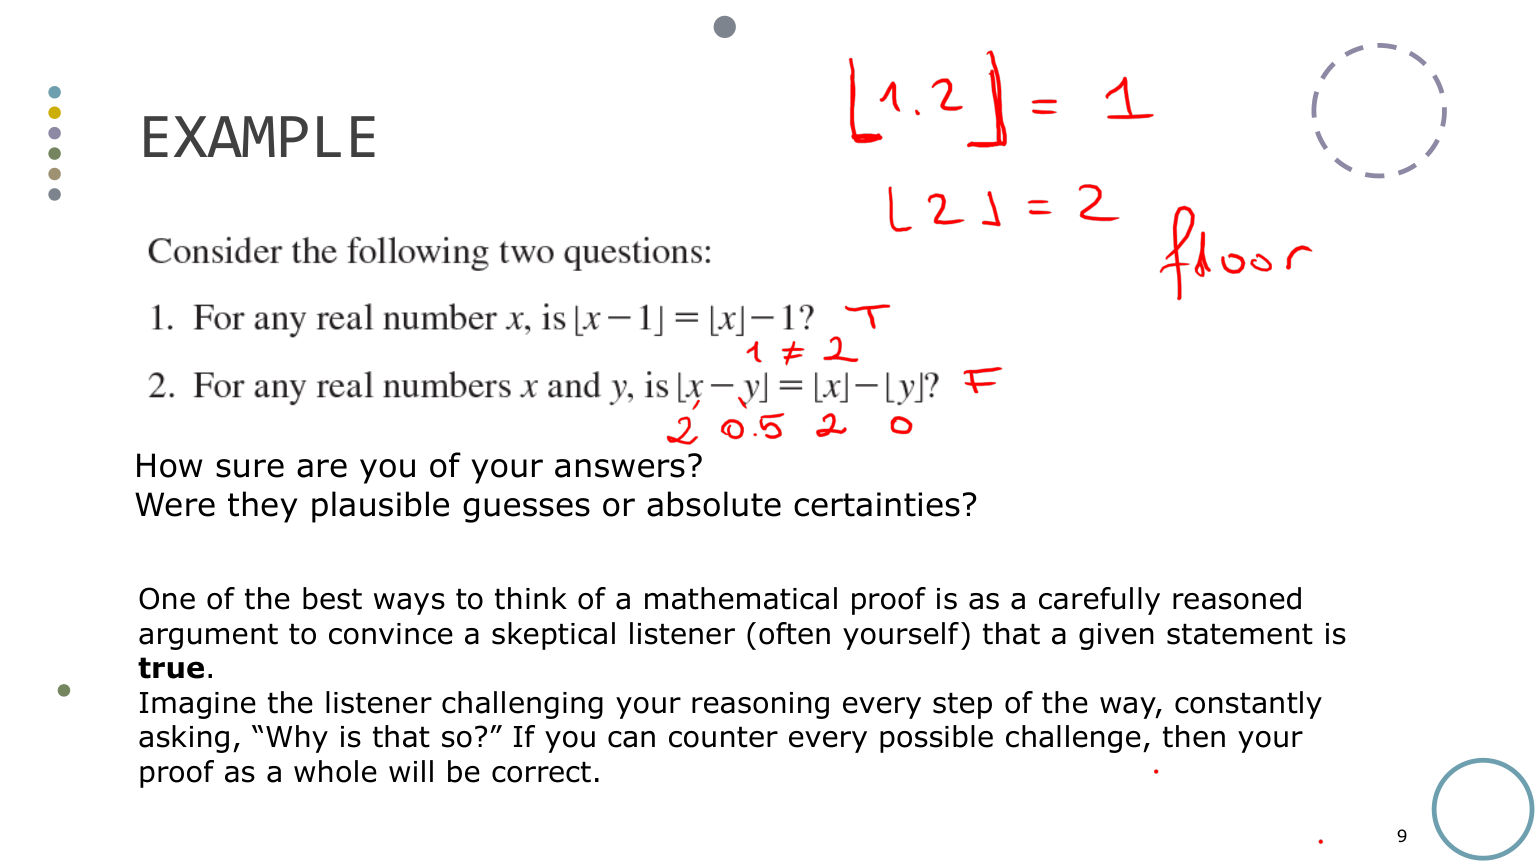 ⌊1.2⌋ = 1
EXAMPLE
⌊2⌋ = 2
floor
Consider the following two questions:
1. For any real number x, is ⌊x − 1⌋ = ⌊x⌋ − 1? T
1 ≠ 2
2. For any real numbers x and y, is ⌊x − y⌋ = ⌊x⌋ − ⌊y⌋? F
2 0.5 2 0
How sure are you of your answers?
Were they plausible guesses or absolute certainties?
One of the best ways to think of a mathematical proof is as a carefully reasoned
argument to convince a skeptical listener (often yourself) that a given statement is
true.
Imagine the listener challenging your reasoning every step of the way, constantly
asking, “Why is that so?” If you can counter every possible challenge, then your
proof as a whole will be correct.
9